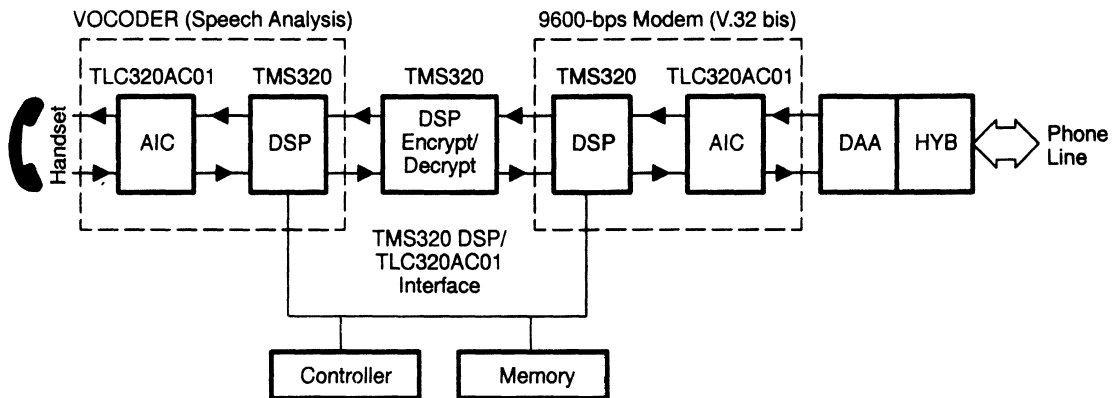 VOCODER (Speech Analysis)
9600-bps Modem (V.32 bis)
TLC320AC01
TMS320
TMS320
TMS320
TLC320AC01
Handset
AIC
DSP
DSP
Encrypt/
Decrypt
DSP
AIC
DAA
HYB
Phone
Line
TMS320 DSP/
TLC320AC01
Interface
Controller
Memory